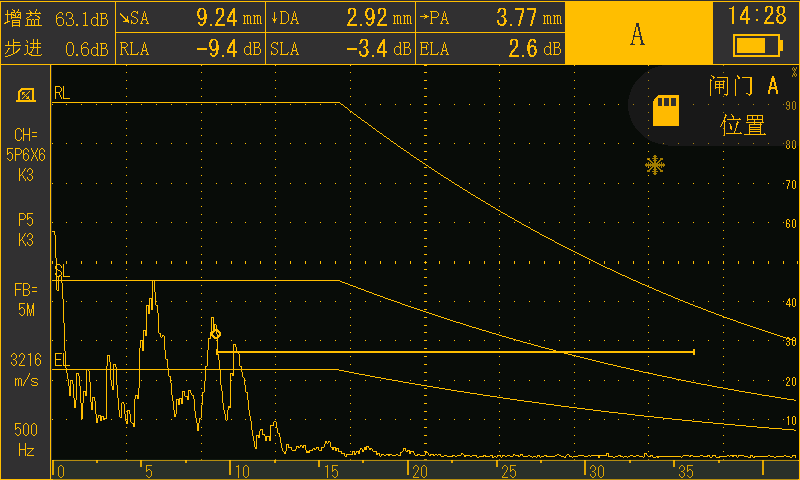 增益 63.1dB ↘SA 9.24 mm ↓DA 2.92 mm →PA 3.77 mm
步进 0.6dB RLA -9.4 dB SLA -3.4 dB ELA 2.6 dB
A
14:28
闸门 A
位置
%
90
80
70
60
50
40
30
20
10
RL
SL
EL
CH=
5P6X6
K3
P5
K3
FB=
5M
3216
m/s
500
Hz
0 5 10 15 20 25 30 35 40